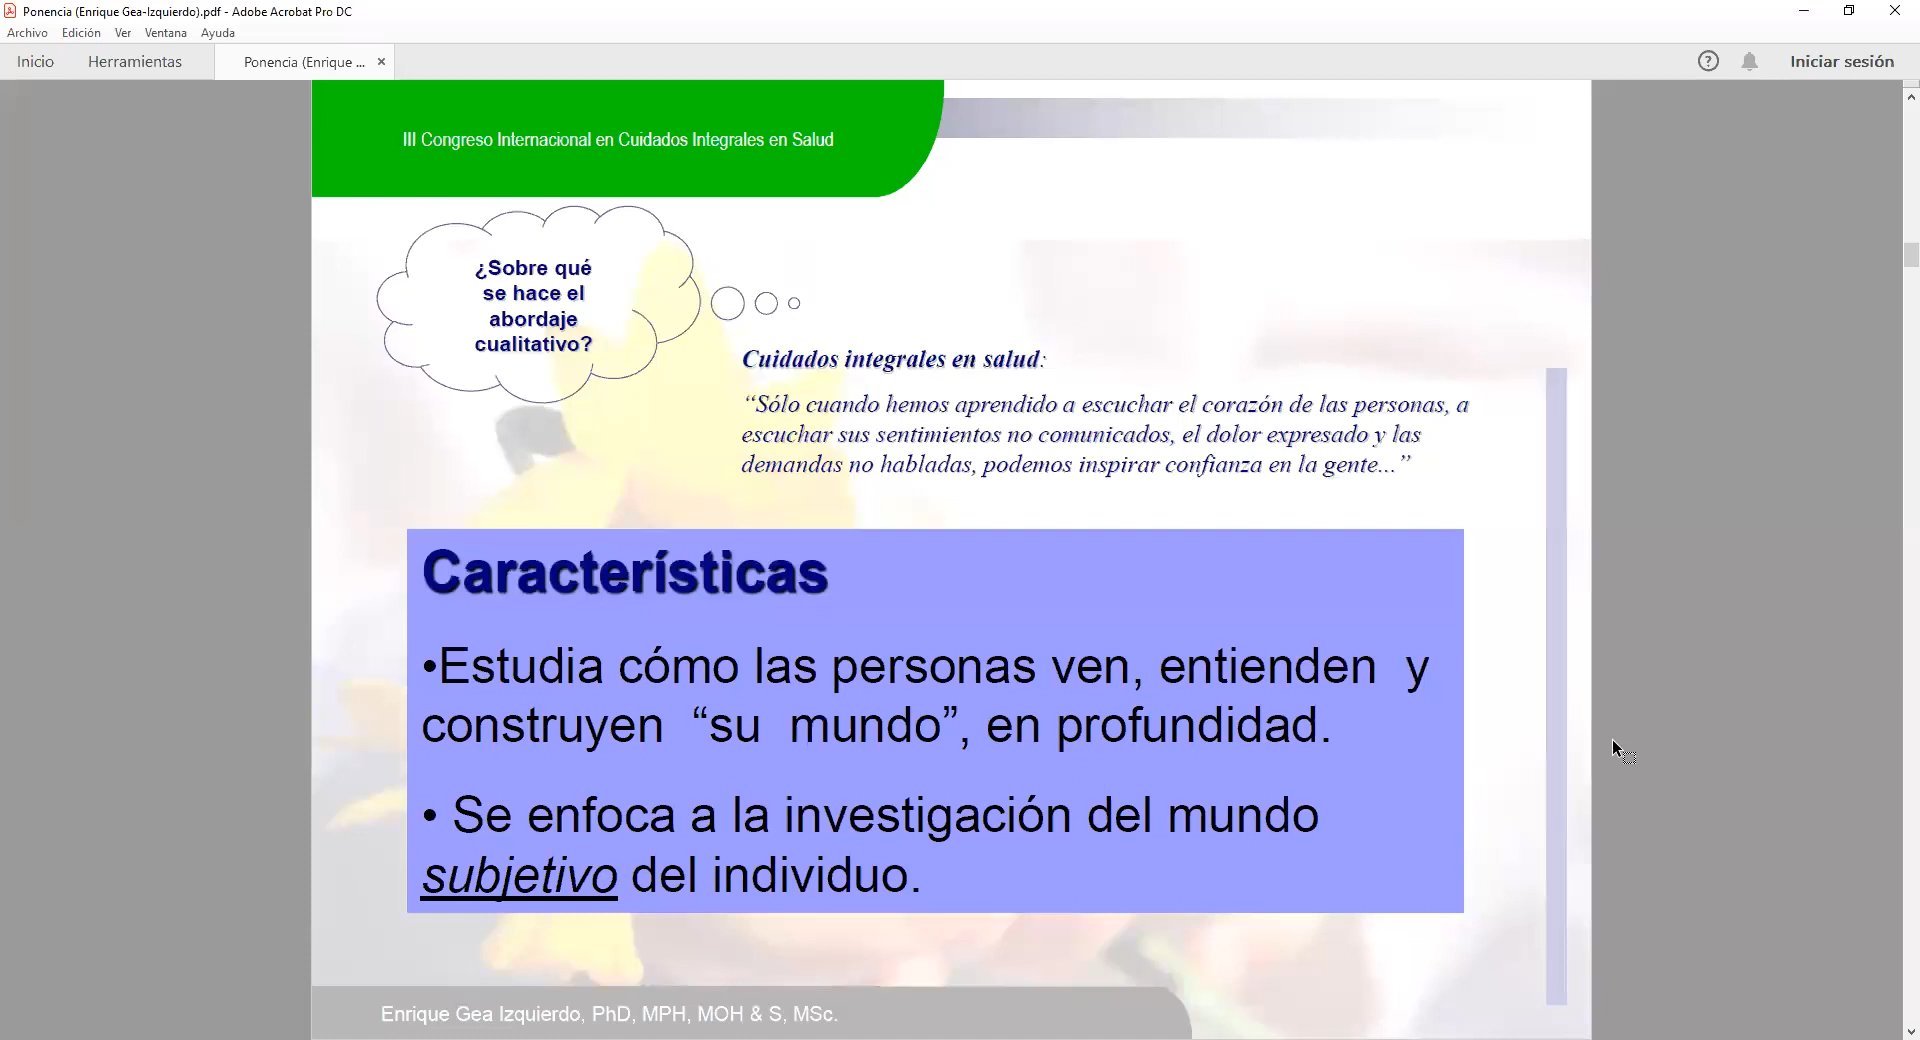 Ponencia (Enrique Gea-Izquierdo).pdf - Adobe Acrobat Pro DC
Archivo Edición Ver Ventana Ayuda
Inicio Herramientas Ponencia (Enrique ... Iniciar sesión
III Congreso Internacional en Cuidados Integrales en Salud
¿Sobre qué
se hace el
abordaje
cualitativo?
Cuidados integrales en salud:
“Sólo cuando hemos aprendido a escuchar el corazón de las personas, a
escuchar sus sentimientos no comunicados, el dolor expresado y las
demandas no habladas, podemos inspirar confianza en la gente...”
Características
•Estudia cómo las personas ven, entienden y
construyen “su mundo”, en profundidad.
• Se enfoca a la investigación del mundo
subjetivo del individuo.
Enrique Gea Izquierdo, PhD, MPH, MOH & S, MSc.